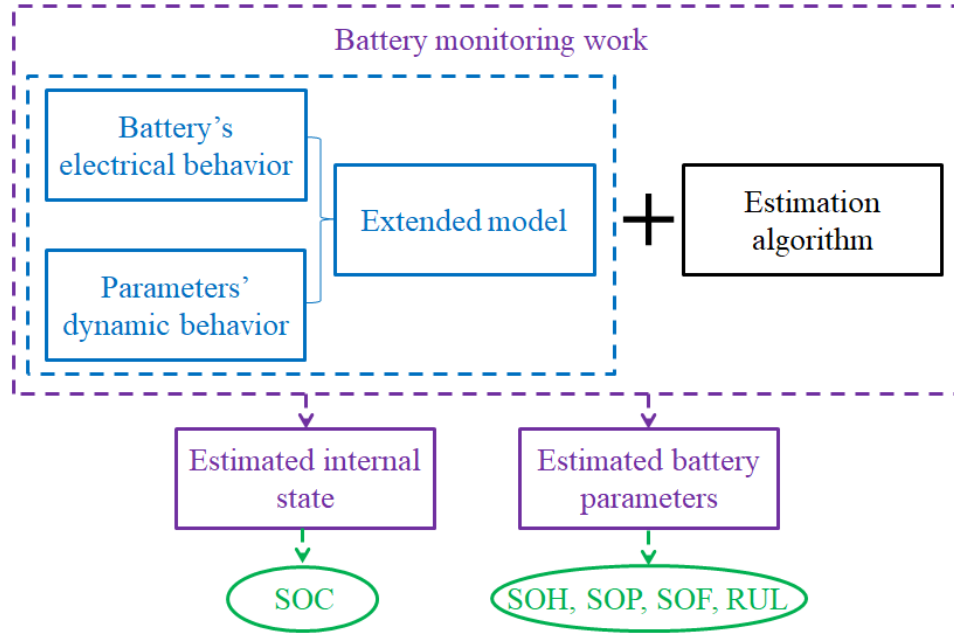 Battery monitoring work
Battery’s
electrical behavior
Extended model
Parameters’
dynamic behavior
+
Estimation
algorithm
Estimated internal
state
Estimated battery
parameters
SOC
SOH, SOP, SOF, RUL